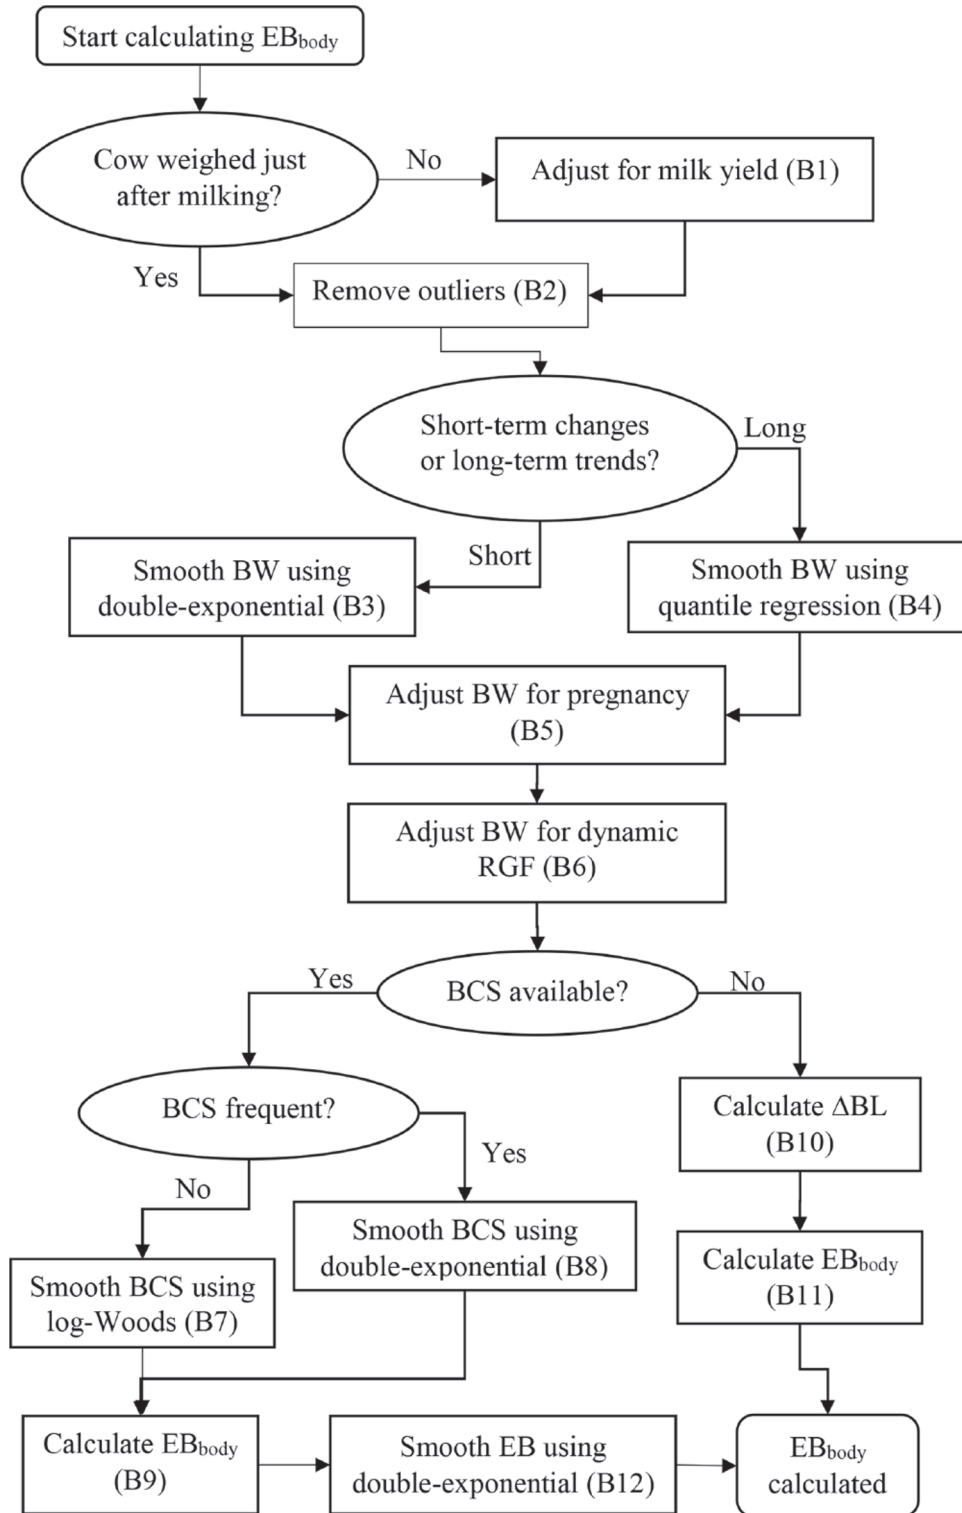 Start calculating EBbody
Cow weighed just
after milking?
No
Adjust for milk yield (B1)
Yes
Remove outliers (B2)
Short-term changes
or long-term trends?
Long
Short
Smooth BW using
double-exponential (B3)
Smooth BW using
quantile regression (B4)
Adjust BW for pregnancy
(B5)
Adjust BW for dynamic
RGF (B6)
Yes
BCS available?
No
BCS frequent?
Yes
No
Calculate ΔBL
(B10)
Smooth BCS using
double-exponential (B8)
Smooth BCS using
log-Woods (B7)
Calculate EBbody
(B11)
Calculate EBbody
(B9)
Smooth EB using
double-exponential (B12)
EBbody
calculated